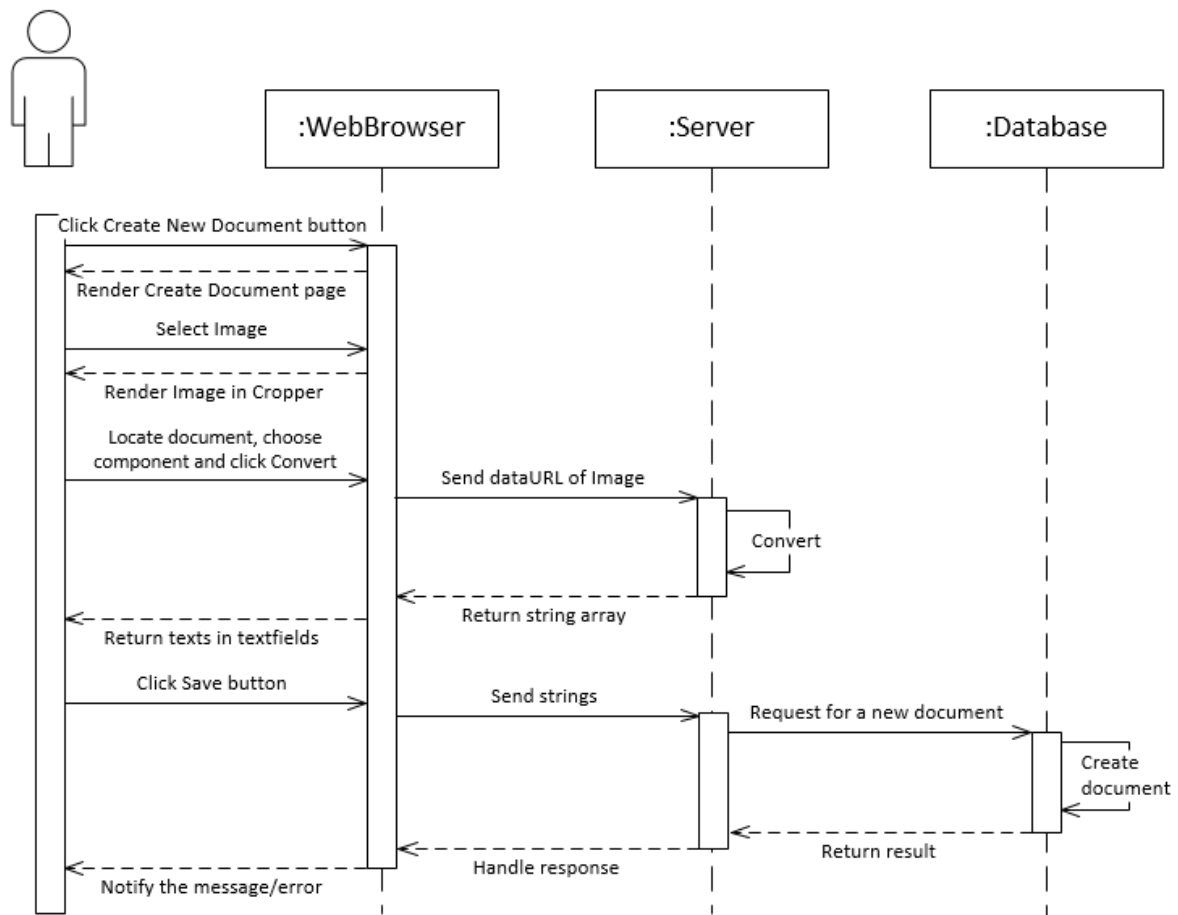 :WebBrowser
:Server
:Database
Click Create New Document button
Render Create Document page
Select Image
Render Image in Cropper
Locate document, choose
component and click Convert
Send dataURL of Image
Convert
Return string array
Return texts in textfields
Click Save button
Send strings
Request for a new document
Create
document
Return result
Handle response
Notify the message/error